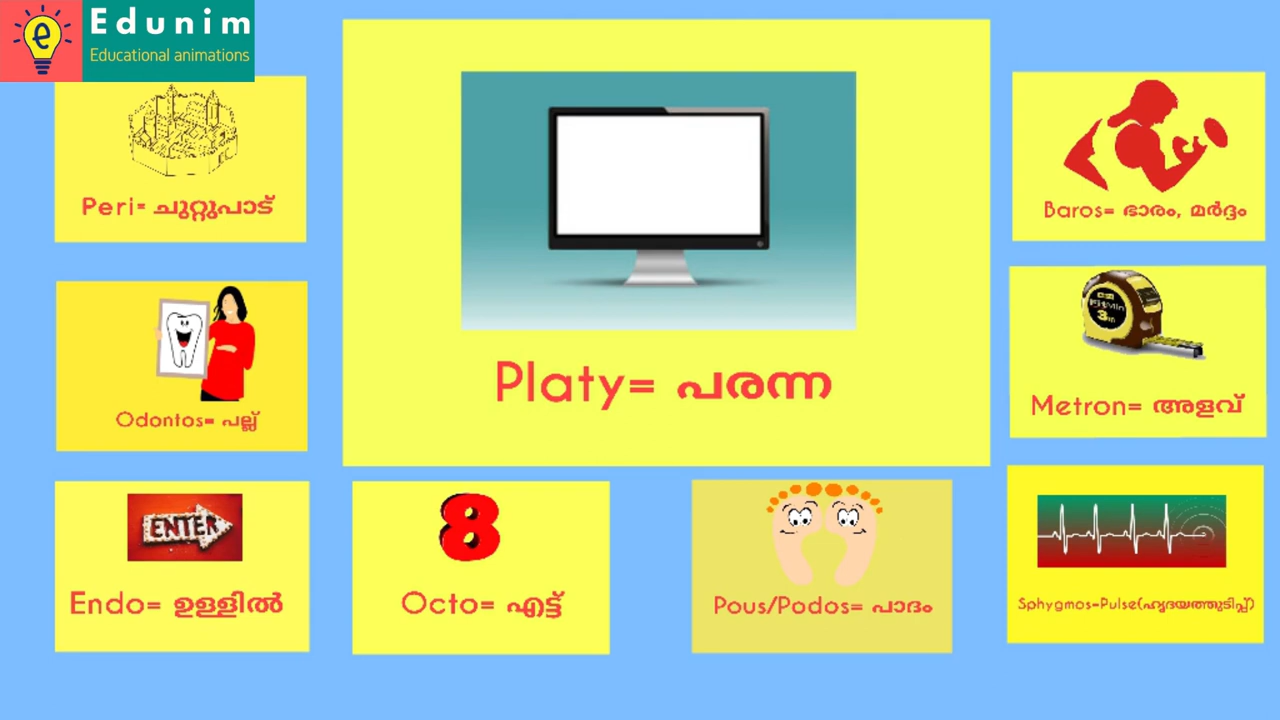 Edunim
Educational animations
Peri= ചുറ്റുപാട്
Platy= പരന്ന
Baros= ഭാരം, മർദ്ദം
Odontos= പല്ല്
3m
Metron= അളവ്
ENTER
Endo= ഉള്ളിൽ
8
Octo= എട്ട്
Pous/Podos= പാദം
Sphygmos=Pulse(ഹൃദയത്തുടിപ്പ്)